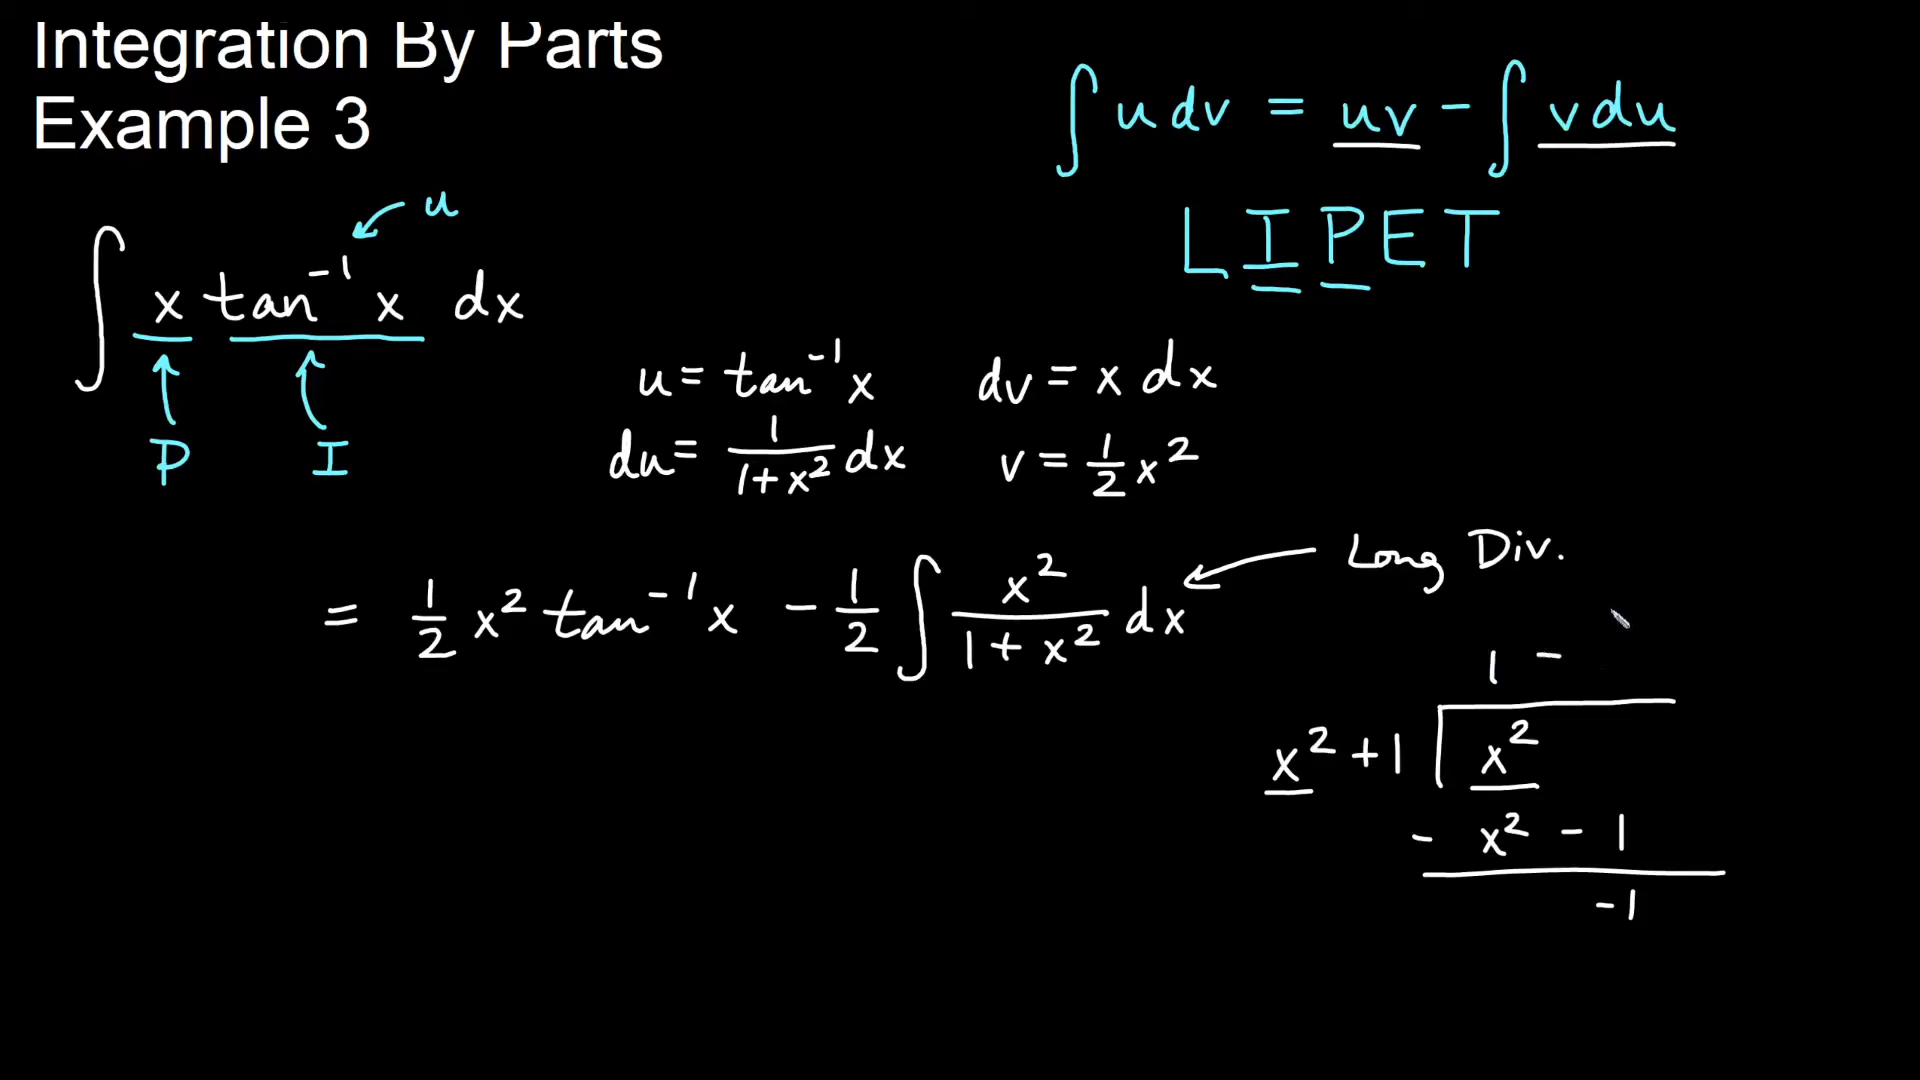 Integration By Parts
Example 3
∫ u dv = uv - ∫ v du
LIPET
u
∫ x tan⁻¹ x dx
P I
u = tan⁻¹ x dv = x dx
du = 1/(1+x²) dx v = 1/2 x²
= 1/2 x² tan⁻¹ x - 1/2 ∫ x²/(1+x²) dx
Long Div.
1 -
x² + 1 x²
- x² - 1
-1